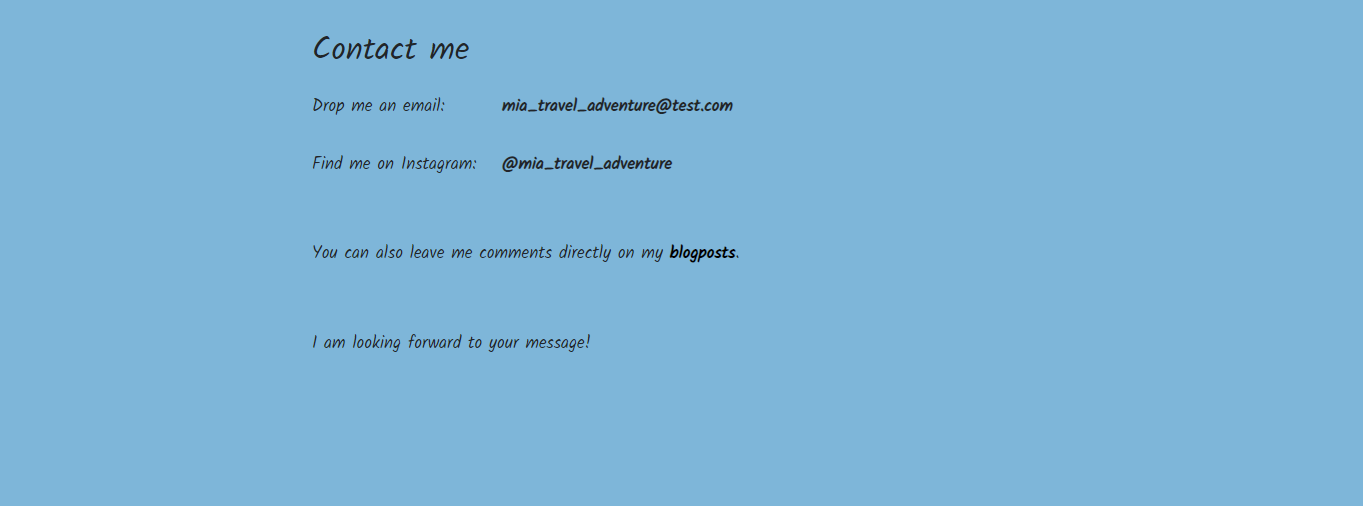 Contact me
Drop me an email: mia_travel_adventure@test.com
Find me on Instagram: @mia_travel_adventure
You can also leave me comments directly on my blogposts.
I am looking forward to your message!